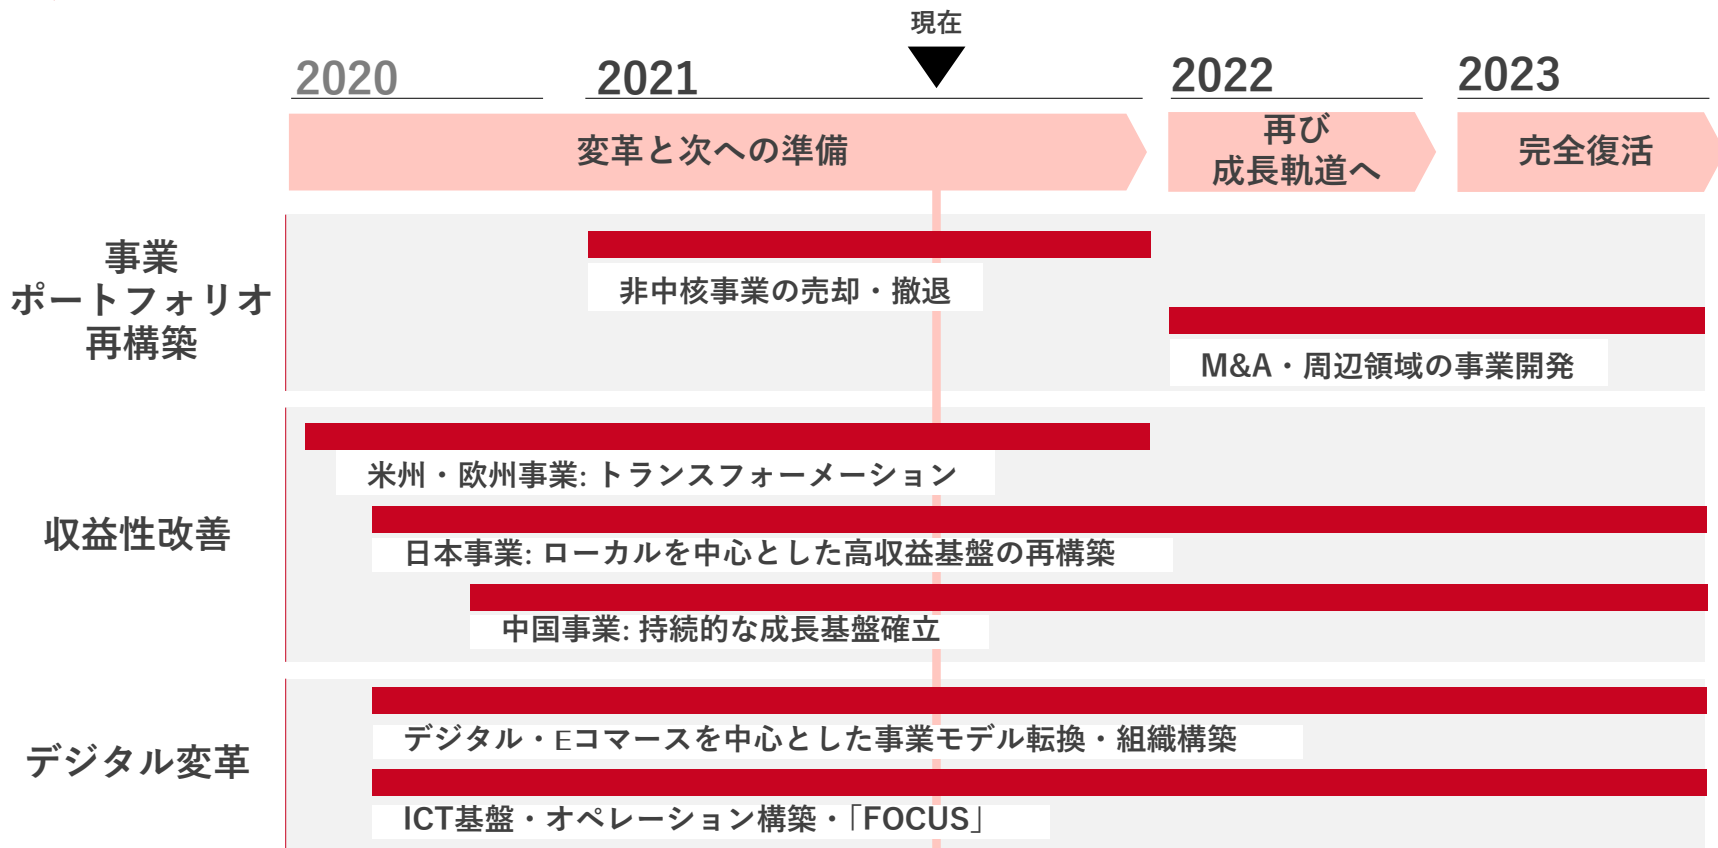 現在
2020
2021
2022
2023
変革と次への準備
再び
成長軌道へ
完全復活
事業
ポートフォリオ
再構築
非中核事業の売却・撤退
M&A・周辺領域の事業開発
収益性改善
米州・欧州事業: トランスフォーメーション
日本事業: ローカルを中心とした高収益基盤の再構築
中国事業: 持続的な成長基盤確立
デジタル変革
デジタル・Eコマースを中心とした事業モデル転換・組織構築
ICT基盤・オペレーション構築・「FOCUS」